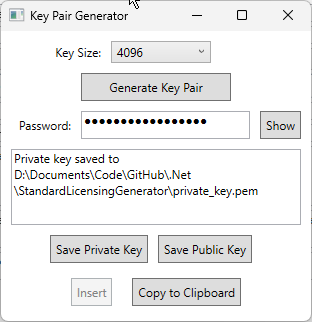 Key Pair Generator
Key Size: 4096
Generate Key Pair
Password: ●●●●●●●●●●●●●●●●● Show
Private key saved to
D:\Documents\Code\GitHub\.Net
\StandardLicensingGenerator\private_key.pem
Save Private Key Save Public Key
Insert Copy to Clipboard